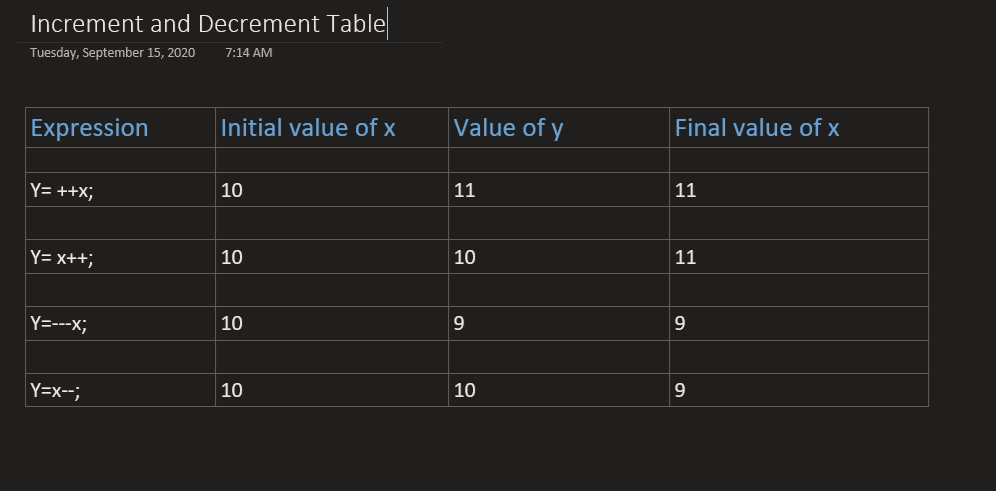 Increment and Decrement Table
Tuesday, September 15, 2020 7:14 AM
Expression Initial value of x Value of y Final value of x
Y= ++x; 10 11 11
Y= x++; 10 10 11
Y=---x; 10 9 9
Y=x--; 10 10 9